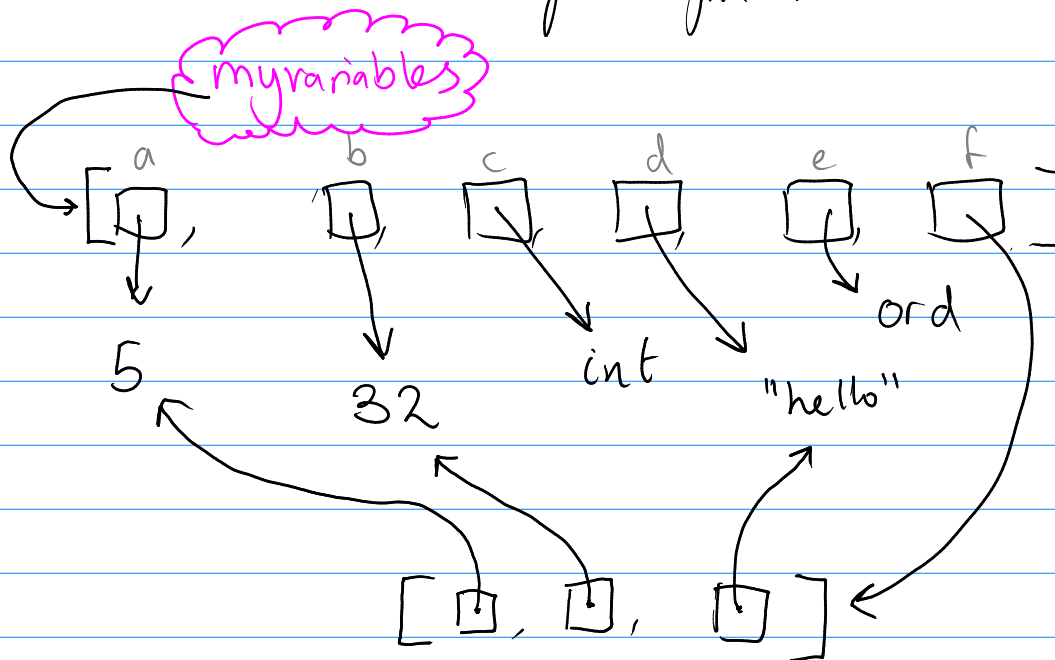 myvariables
a b c d e f
[ , , , , , ]
ord
5 int
32 "hello"
[ , , ]